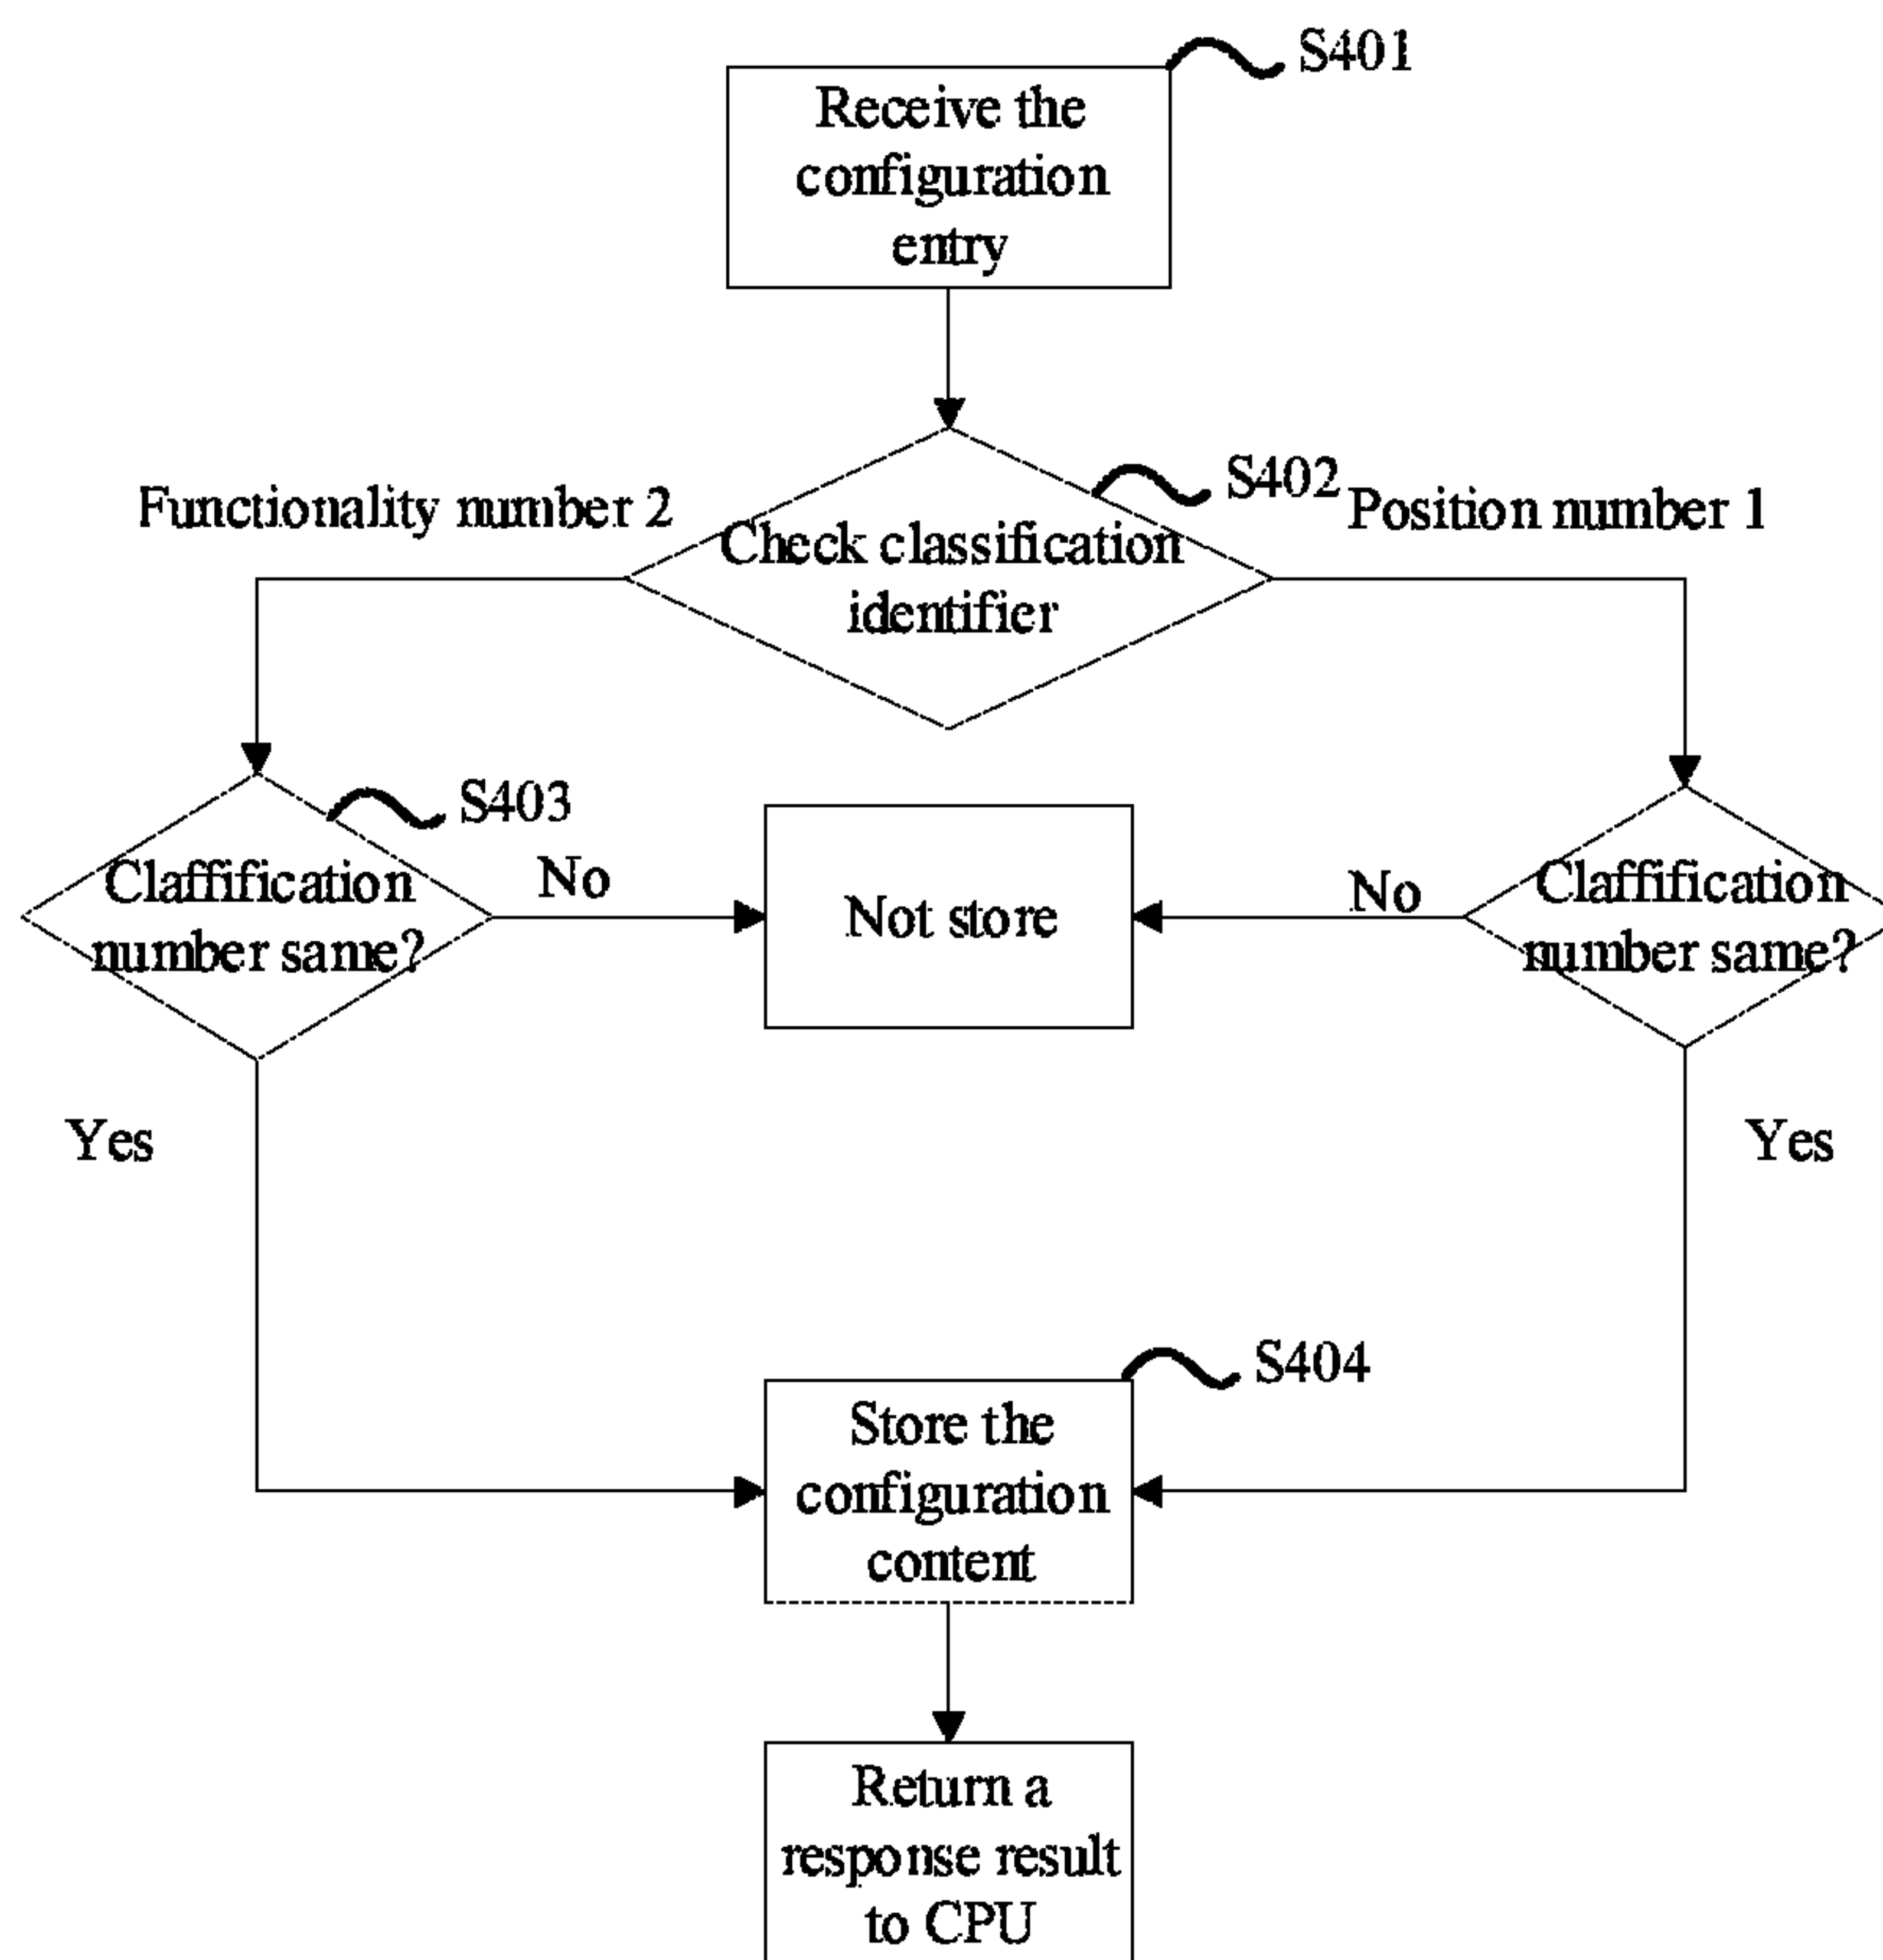 S401
Receive the
configuration
entry
S402
Functionality number 2
Position number 1
Check classification
identifier
S403
Claffification
number same?
No
Not store
No
Claffification
number same?
Yes
Yes
S404
Store the
configuration
content
Return a
response result
to CPU